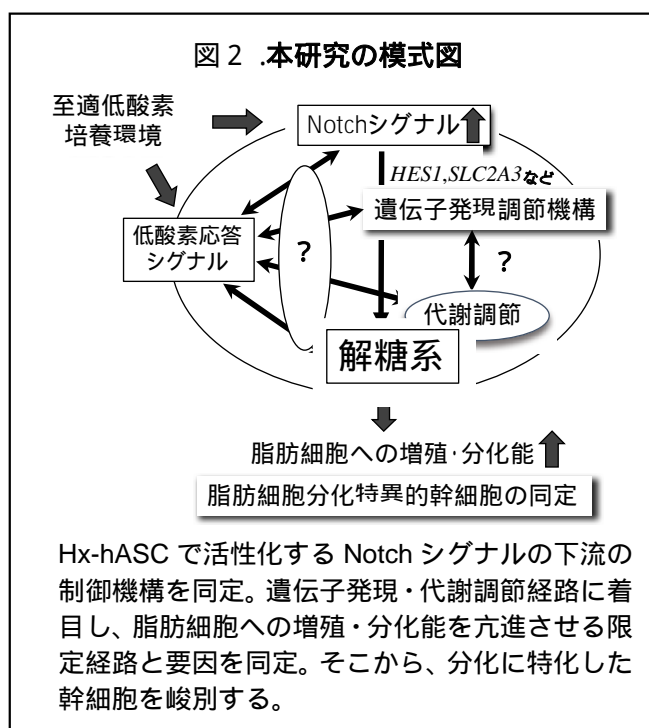 図2 .本研究の模式図
至適低酸素
培養環境
Notchシグナル
HES1,SLC2A3など
遺伝子発現調節機構
低酸素応答
シグナル
?
?
代謝調節
解糖系
脂肪細胞への増殖・分化能
脂肪細胞分化特異的幹細胞の同定
Hx-hASC で活性化する Notch シグナルの下流の
制御機構を同定。遺伝子発現・代謝調節経路に着
目し、脂肪細胞への増殖・分化能を亢進させる限
定経路と要因を同定。そこから、分化に特化した
幹細胞を峻別する。